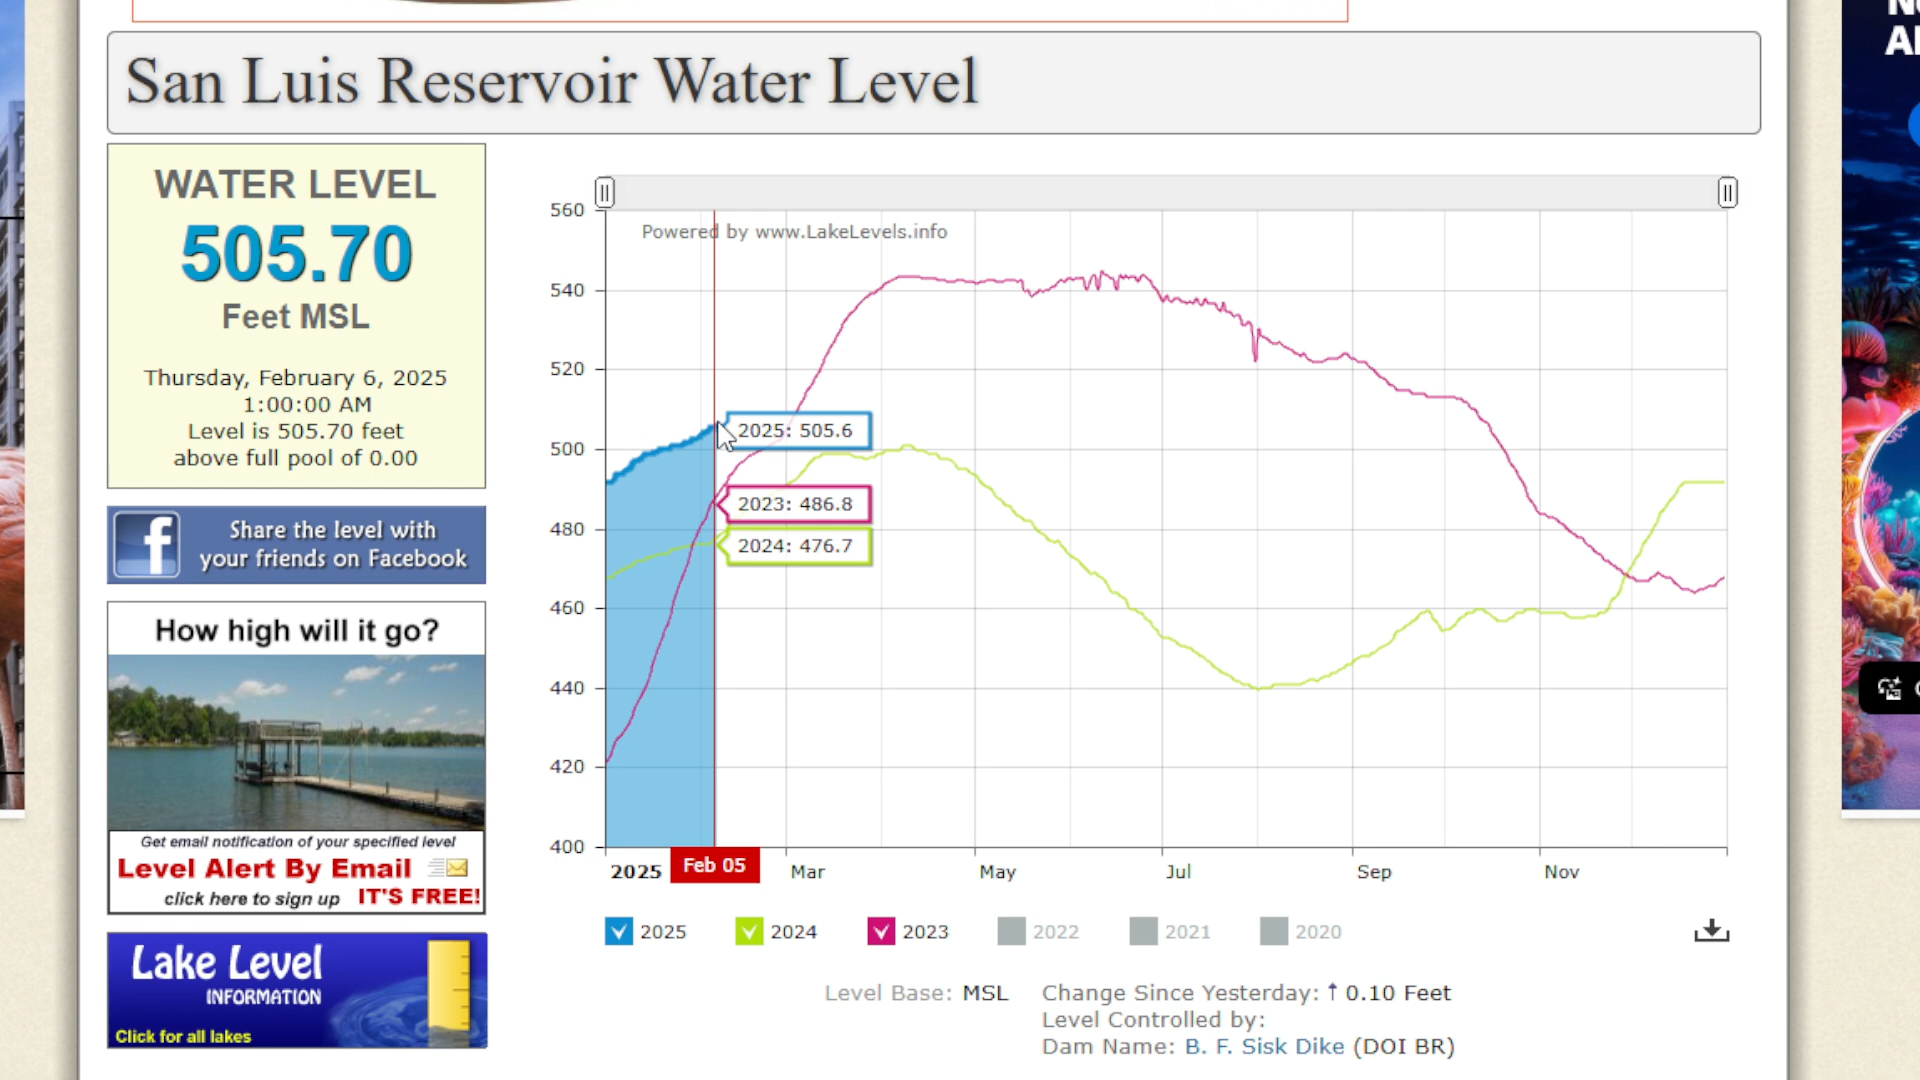 San Luis Reservoir Water Level
WATER LEVEL
505.70
Feet MSL
Thursday, February 6, 2025
1:00:00 AM
Level is 505.70 feet
above full pool of 0.00
f Share the level with
your friends on Facebook
How high will it go?
Get email notification of your specified level
Level Alert By Email
click here to sign up IT'S FREE!
Lake Level
INFORMATION
Click for all lakes
Powered by www.LakeLevels.info
560
540
520
500
480
460
440
420
400
2025: 505.6
2023: 486.8
2024: 476.7
2025 Feb 05 Mar May Jul Sep Nov
2025 2024 2023 2022 2021 2020
Level Base: MSL
Change Since Yesterday: ↑ 0.10 Feet
Level Controlled by:
Dam Name: B. F. Sisk Dike (DOI BR)